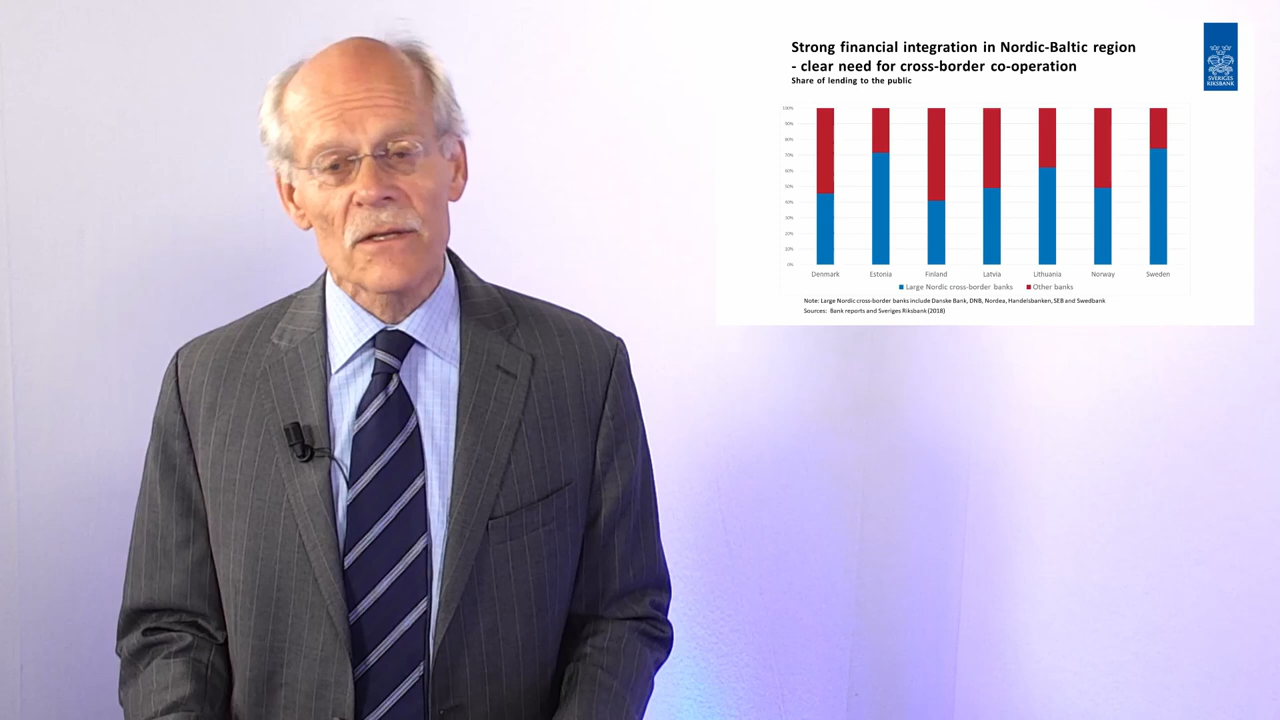 Strong financial integration in Nordic-Baltic region
- clear need for cross-border co-operation
Share of lending to the public
SVERIGES
RIKSBANK
100%
90%
80%
70%
60%
50%
40%
30%
20%
10%
0%
Denmark Estonia Finland Latvia Lithuania Norway Sweden
Large Nordic cross-border banks Other banks
Note: Large Nordic cross-border banks include Danske Bank, DNB, Nordea, Handelsbanken, SEB and Swedbank
Sources: Bank reports and Sveriges Riksbank (2018)